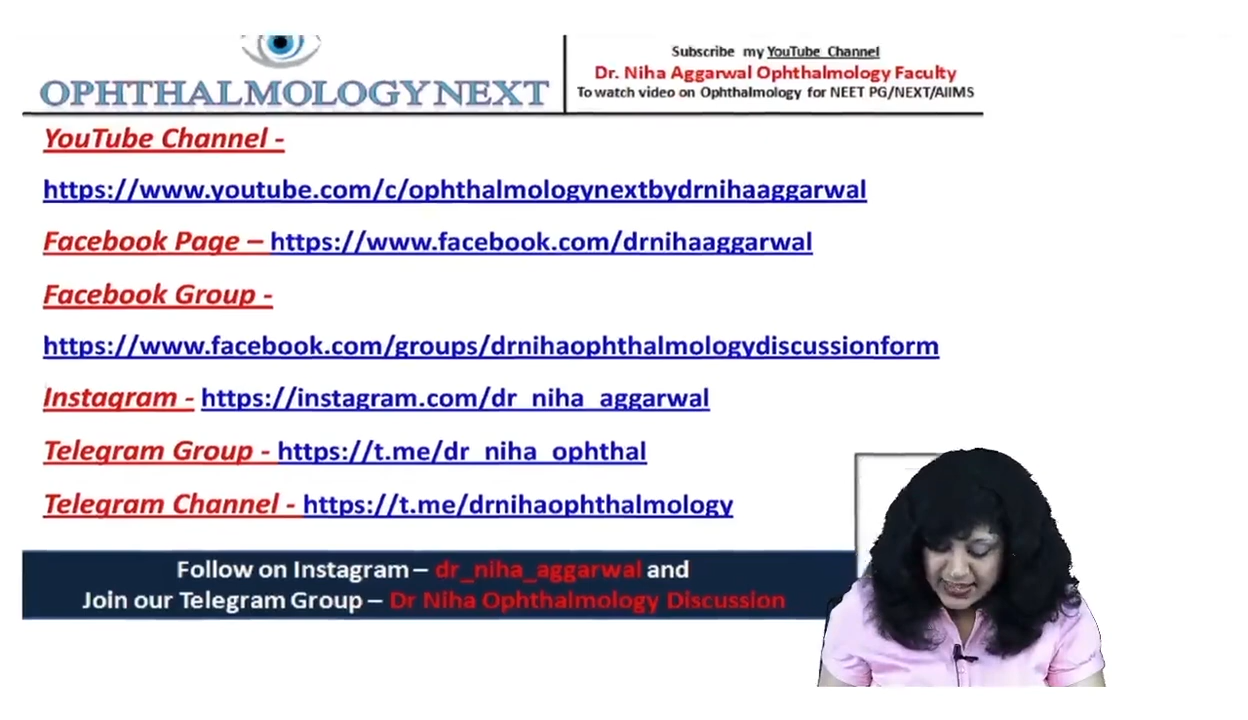 Subscribe my YouTube Channel
OPHTHALMOLOGYNEXT
Dr. Niha Aggarwal Ophthalmology Faculty
To watch video on Ophthalmology for NEET PG/NEXT/AIIMS
YouTube Channel -
https://www.youtube.com/c/ophthalmologynextbydrnihaaggarwal
Facebook Page – https://www.facebook.com/drnihaaggarwal
Facebook Group -
https://www.facebook.com/groups/drnihaophthalmologydiscussionform
Instagram - https://instagram.com/dr_niha_aggarwal
Telegram Group - https://t.me/dr_niha_ophthal
Telegram Channel - https://t.me/drnihaophthalmology
Follow on Instagram – dr_niha_aggarwal and
Join our Telegram Group – Dr Niha Ophthalmology Discussion